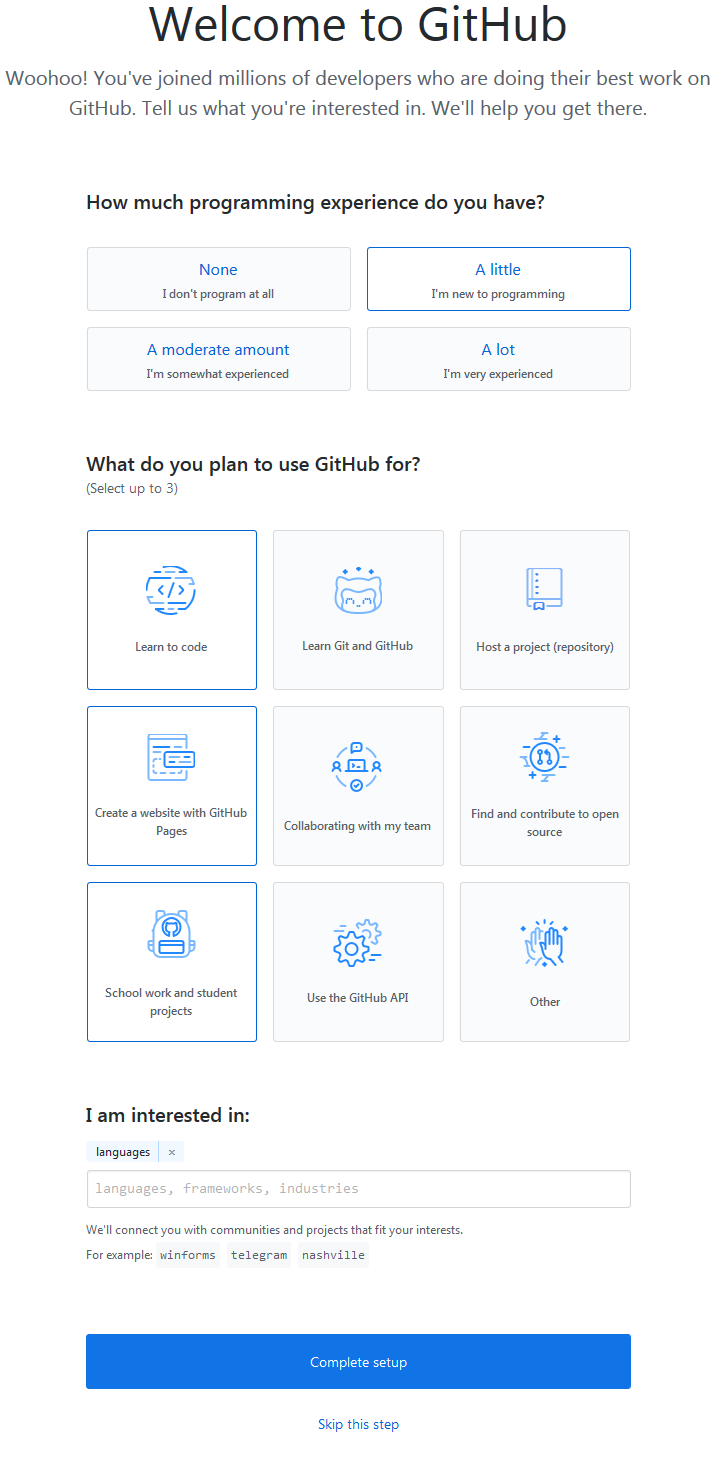 Welcome to GitHub
Woohoo! You've joined millions of developers who are doing their best work on
GitHub. Tell us what you're interested in. We'll help you get there.
How much programming experience do you have?
None
I don't program at all
A little
I'm new to programming
A moderate amount
I'm somewhat experienced
A lot
I'm very experienced
What do you plan to use GitHub for?
(Select up to 3)
Learn to code
Learn Git and GitHub
Host a project (repository)
Create a website with GitHub
Pages
Collaborating with my team
Find and contribute to open
source
School work and student
projects
Use the GitHub API
Other
I am interested in:
languages ×
languages, frameworks, industries
We'll connect you with communities and projects that fit your interests.
For example: winforms telegram nashville
Complete setup
Skip this step